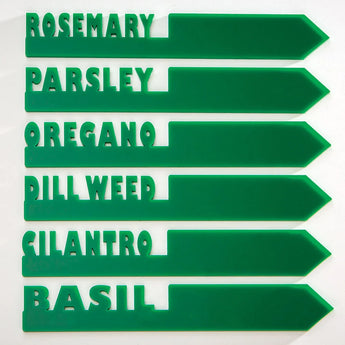 ROSEMARY
PARSLEY
OREGANO
DILL WEED
CILANTRO
BASIL